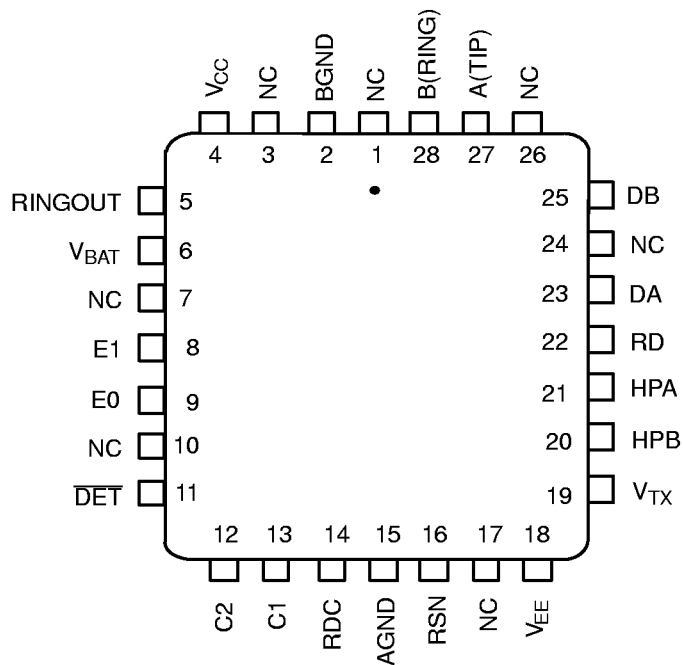 VCC NC BGND NC B(RING) A(TIP) NC
4 3 2 1 28 27 26
RINGOUT 5
VBAT 6
NC 7
E1 8
E0 9
NC 10
DET 11
25 DB
24 NC
23 DA
22 RD
21 HPA
20 HPB
19 VTX
12 13 14 15 16 17 18
C2 C1 RDC AGND RSN NC VEE